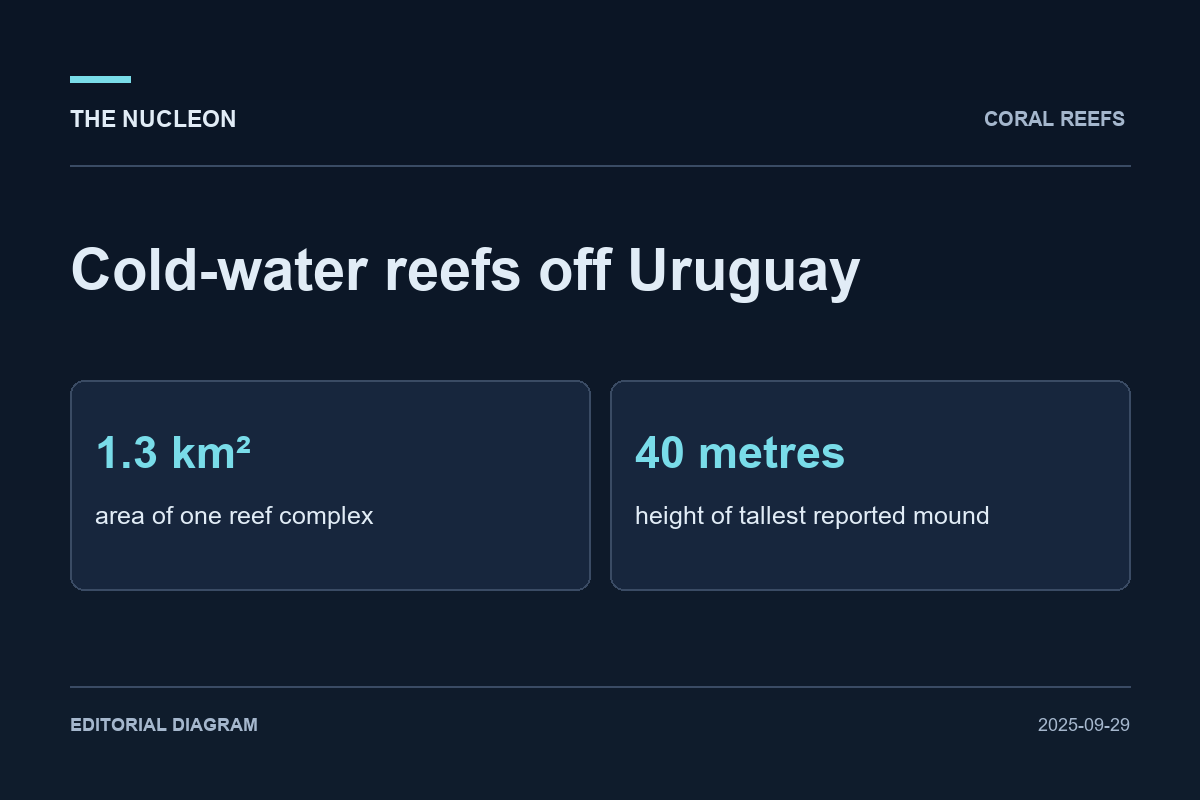 THE NUCLEON
CORAL REEFS
Cold-water reefs off Uruguay
1.3 km²
area of one reef complex
40 metres
height of tallest reported mound
EDITORIAL DIAGRAM
2025-09-29